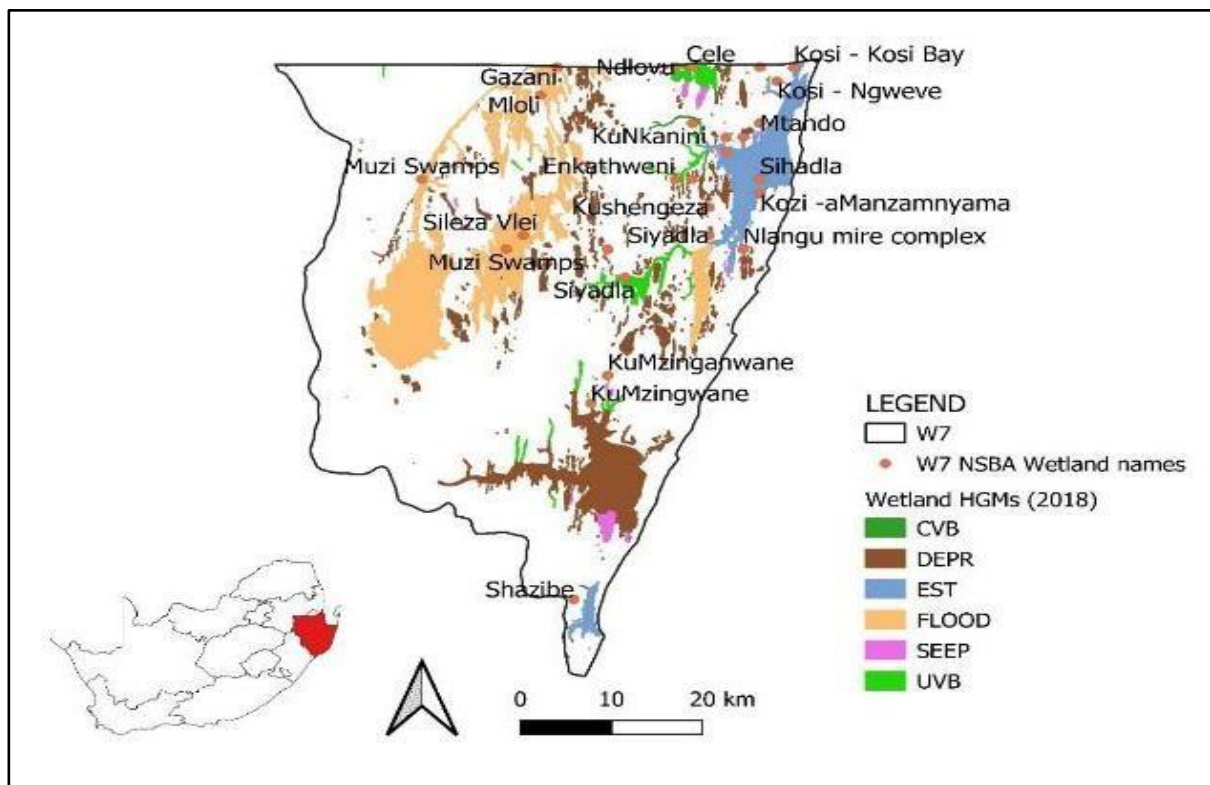 Cele
Kosi - Kosi Bay
Ndlovu
Gazani
Kosi - Ngweve
Mloli
Mtando
KuNkanini
Muzi Swamps
Enkathweni
Sihadla
Kushengeza
Kozi -aManzamnyama
Sileza Vlei
Siyadla
Nlangu mire complex
Muzi Swamps
Siyadla
KuMzinganwane
KuMzingwane
Shazibe
LEGEND
W7
W7 NSBA Wetland names
Wetland HGMs (2018)
CVB
DEPR
EST
FLOOD
SEEP
UVB
0 10 20 km